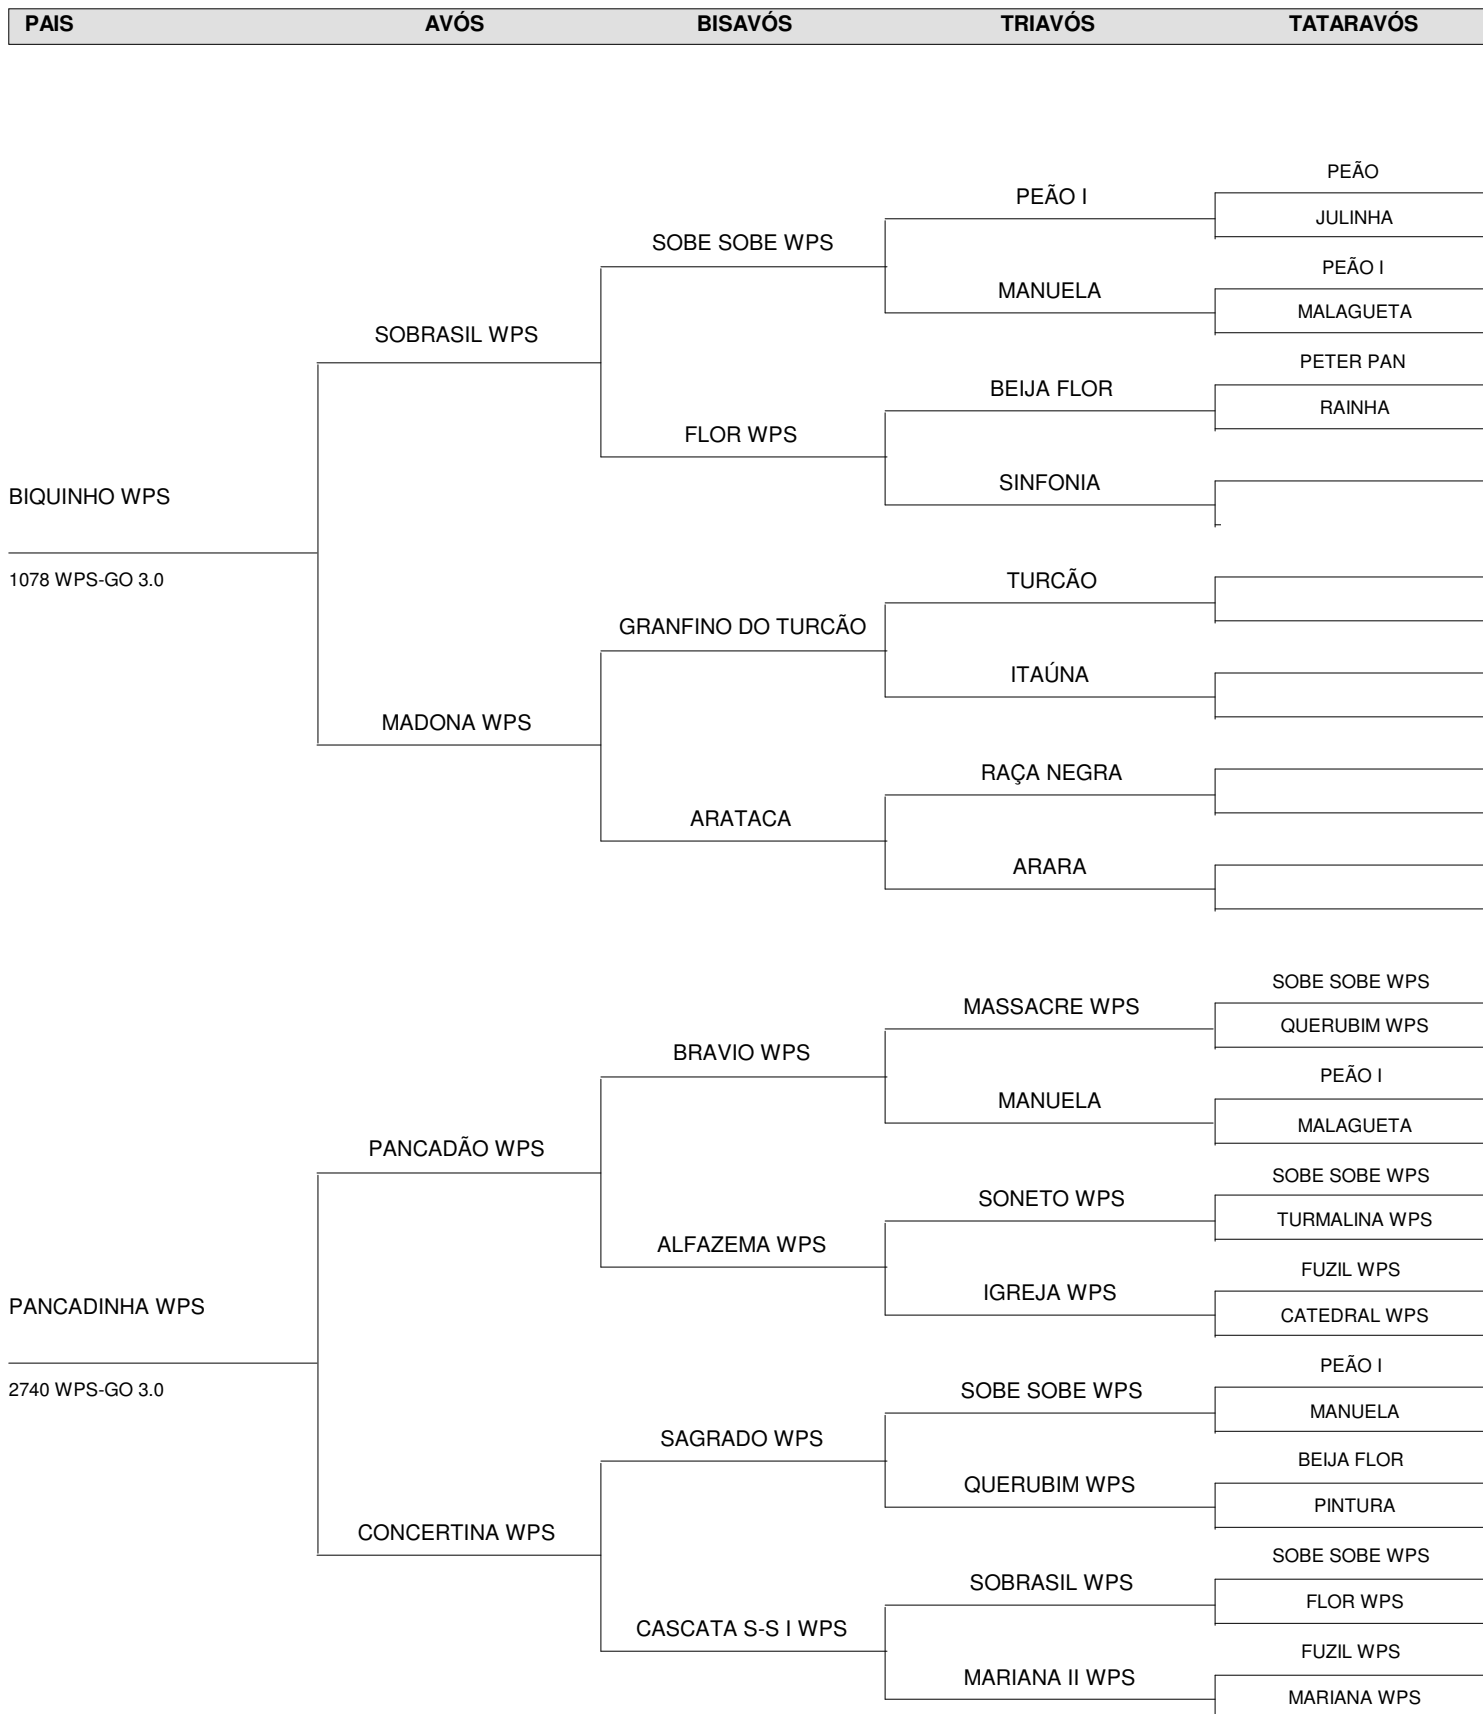 PAIS AVÓS BISAVÓS TRIAVÓS TATARAVÓS
PEÃO
PEÃO I
JULINHA
SOBE SOBE WPS
PEÃO I
MANUELA
MALAGUETA
SOBRASIL WPS
PETER PAN
BEIJA FLOR
RAINHA
FLOR WPS
SINFONIA
BIQUINHO WPS
1078 WPS-GO 3.0
TURCÃO
GRANFINO DO TURCÃO
ITAÚNA
MADONA WPS
RAÇA NEGRA
ARATACA
ARARA
SOBE SOBE WPS
MASSACRE WPS
QUERUBIM WPS
BRAVIO WPS
PEÃO I
MANUELA
MALAGUETA
PANCADÃO WPS
SOBE SOBE WPS
SONETO WPS
TURMALINA WPS
ALFAZEMA WPS
FUZIL WPS
IGREJA WPS
PANCADINHA WPS
CATEDRAL WPS
PEÃO I
2740 WPS-GO 3.0
SOBE SOBE WPS
MANUELA
SAGRADO WPS
BEIJA FLOR
QUERUBIM WPS
PINTURA
CONCERTINA WPS
SOBE SOBE WPS
SOBRASIL WPS
FLOR WPS
CASCATA S-S I WPS
FUZIL WPS
MARIANA II WPS
MARIANA WPS